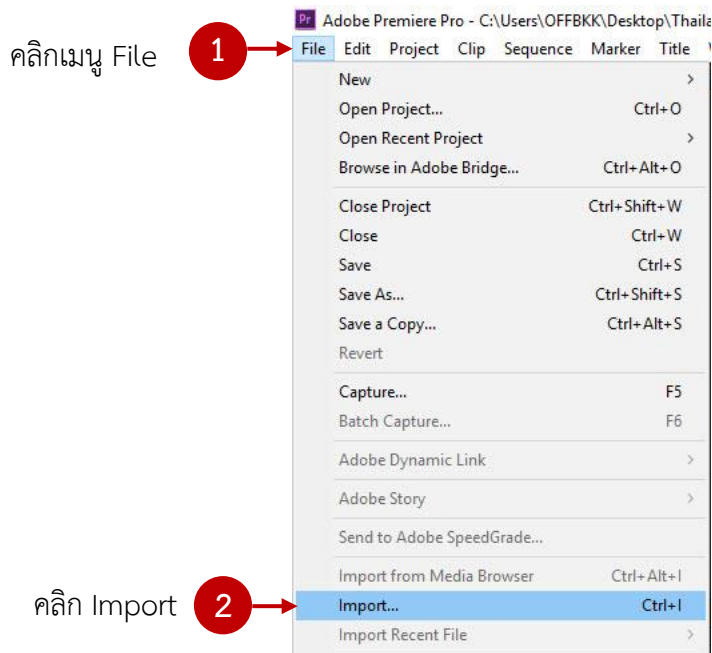 Pr Adobe Premiere Pro - C:\Users\OFFBKK\Desktop\Thaila
คลิกเมนู File 1 File Edit Project Clip Sequence Marker Title
New >
Open Project... Ctrl+O
Open Recent Project >
Browse in Adobe Bridge... Ctrl+Alt+O
Close Project Ctrl+Shift+W
Close Ctrl+W
Save Ctrl+S
Save As... Ctrl+Shift+S
Save a Copy... Ctrl+Alt+S
Revert
Capture... F5
Batch Capture... F6
Adobe Dynamic Link >
Adobe Story >
Send to Adobe SpeedGrade...
Import from Media Browser Ctrl+Alt+I
คลิก Import 2 Import... Ctrl+I
Import Recent File >